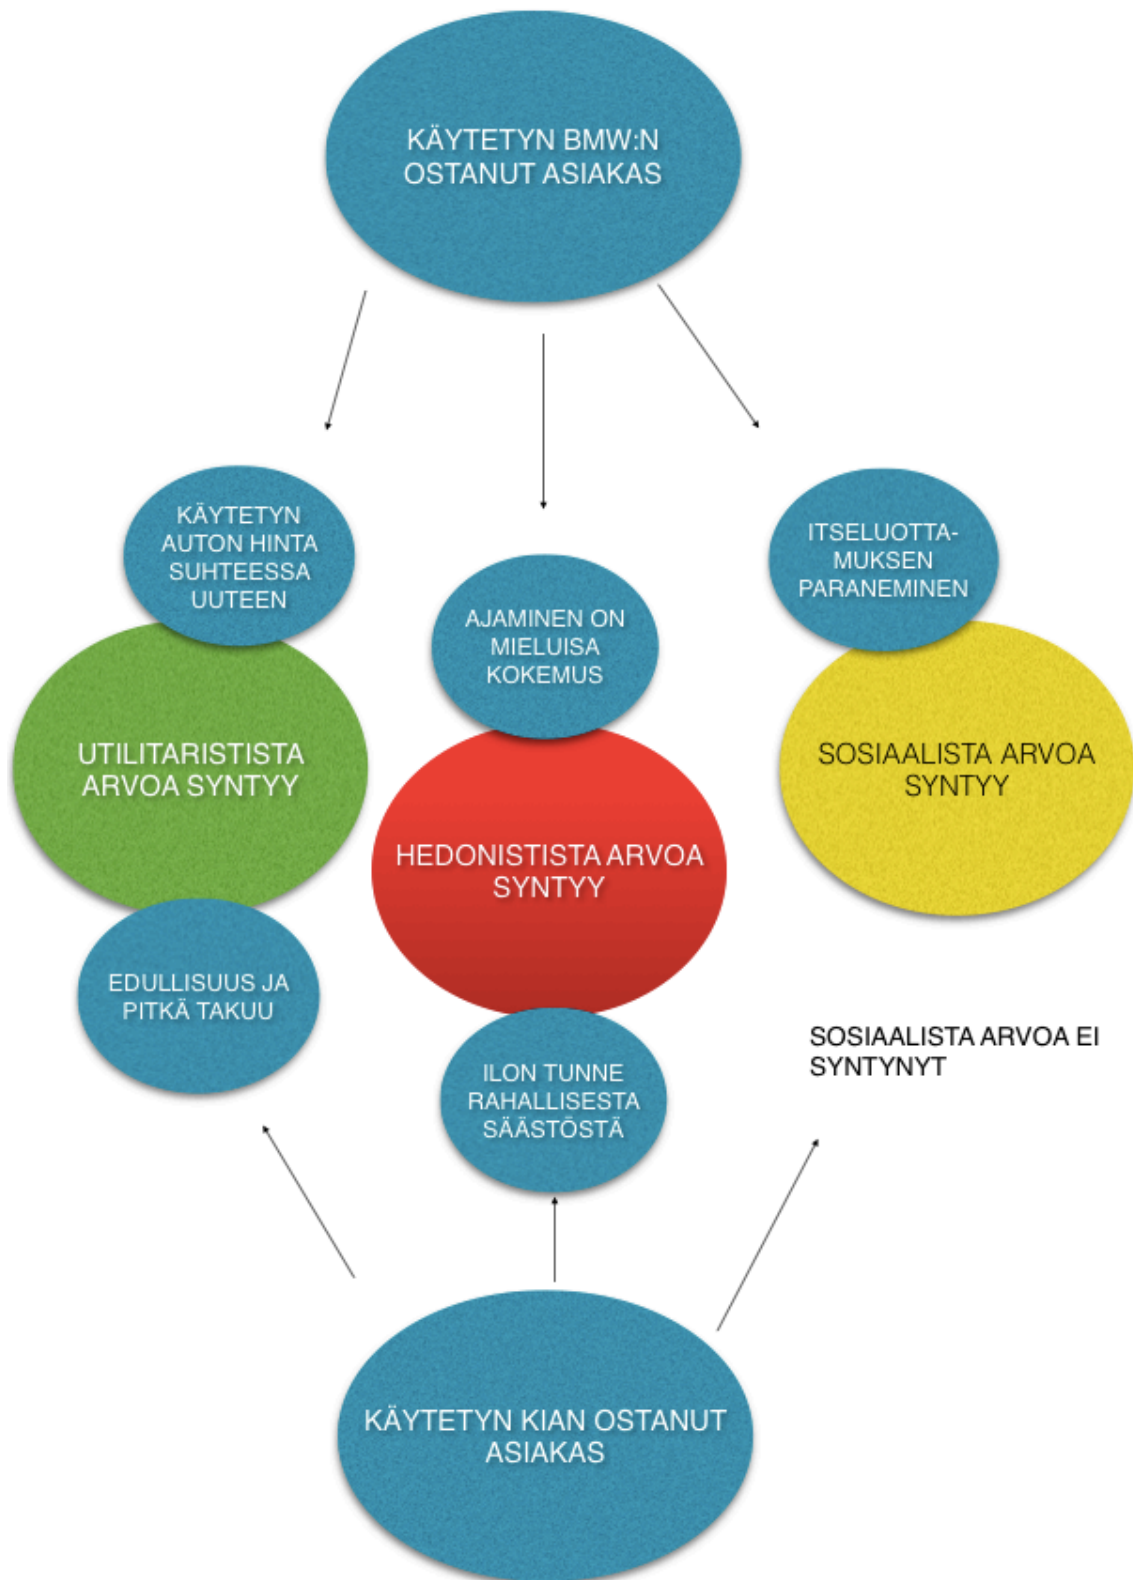 KÄYTETYN BMW:N
OSTANUT ASIAKAS
KÄYTETYN
AUTON HINTA
SUHTEESSA
UUTEEN
ITSELUOTTA-
MUKSEN
PARANEMINEN
AJAMINEN ON
MIELUISA
KOKEMUS
UTILITARISTISTA
ARVOA SYNTYY
SOSIAALISTA ARVOA
SYNTYY
HEDONISTISTA ARVOA
SYNTYY
EDULLISUUS JA
PITKÄ TAKUU
SOSIAALISTA ARVOA EI
SYNTYNYT
ILON TUNNE
RAHALLISESTA
SÄÄSTÖSTÄ
KÄYTETYN KIAN OSTANUT
ASIAKAS